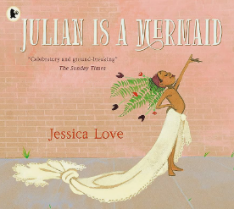 JULIAN IS A MERMAID
"Celebratory and ground-breaking"
The Sunday Times
Jessica Love